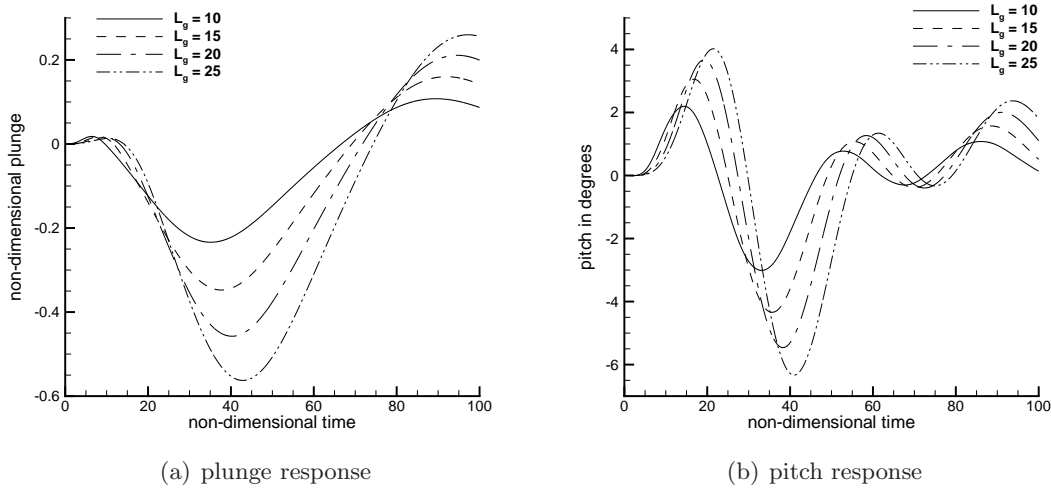 L_g = 10
L_g = 15
L_g = 20
L_g = 25
0.2
0
-0.2
-0.4
-0.6
non-dimensional plunge
0 20 40 60 80 100
non-dimensional time
(a) plunge response
L_g = 10
L_g = 15
L_g = 20
L_g = 25
4
2
0
-2
-4
-6
pitch in degrees
0 20 40 60 80 100
non-dimensional time
(b) pitch response